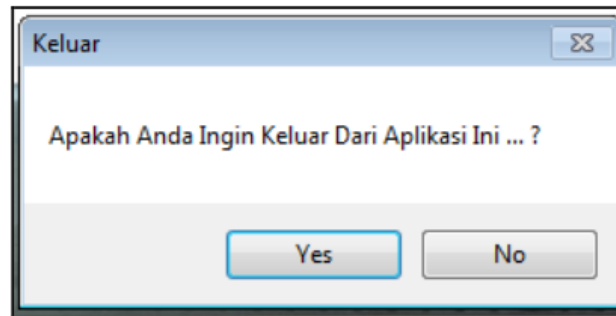 Keluar
Apakah Anda Ingin Keluar Dari Aplikasi Ini ... ?
Yes
No